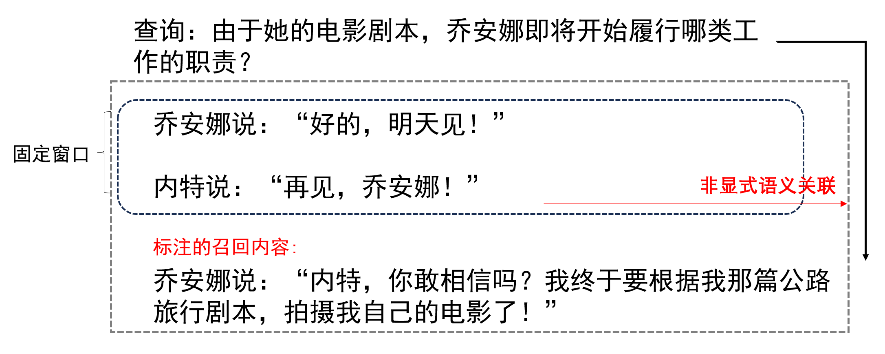 查询：由于她的电影剧本，乔安娜即将开始履行哪类工
作的职责？
乔安娜说：“好的，明天见！”
固定窗口
内特说：“再见，乔安娜！”
非显式语义关联
标注的召回内容:
乔安娜说：“内特，你敢相信吗？我终于要根据我那篇公路
旅行剧本，拍摄我自己的电影了！”